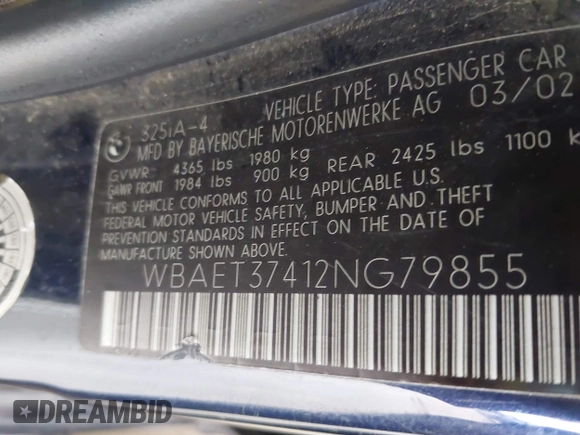 VEHICLE TYPE: PASSENGER CAR
325iA-4
MFD BY BAYERISCHE MOTORENWERKE AG 03/02
GVWR: 4365 lbs 1980 kg
GAWR FRONT 1984 lbs 900 kg REAR 2425 lbs 1100 k
THIS VEHICLE CONFORMS TO ALL APPLICABLE U.S.
FEDERAL MOTOR VEHICLE SAFETY, BUMPER AND THEFT
PREVENTION STANDARDS IN EFFECT ON THE DATE OF
MANUFACTURE SHOWN ABOVE.
WBAET37412NG79855
DREAMBID